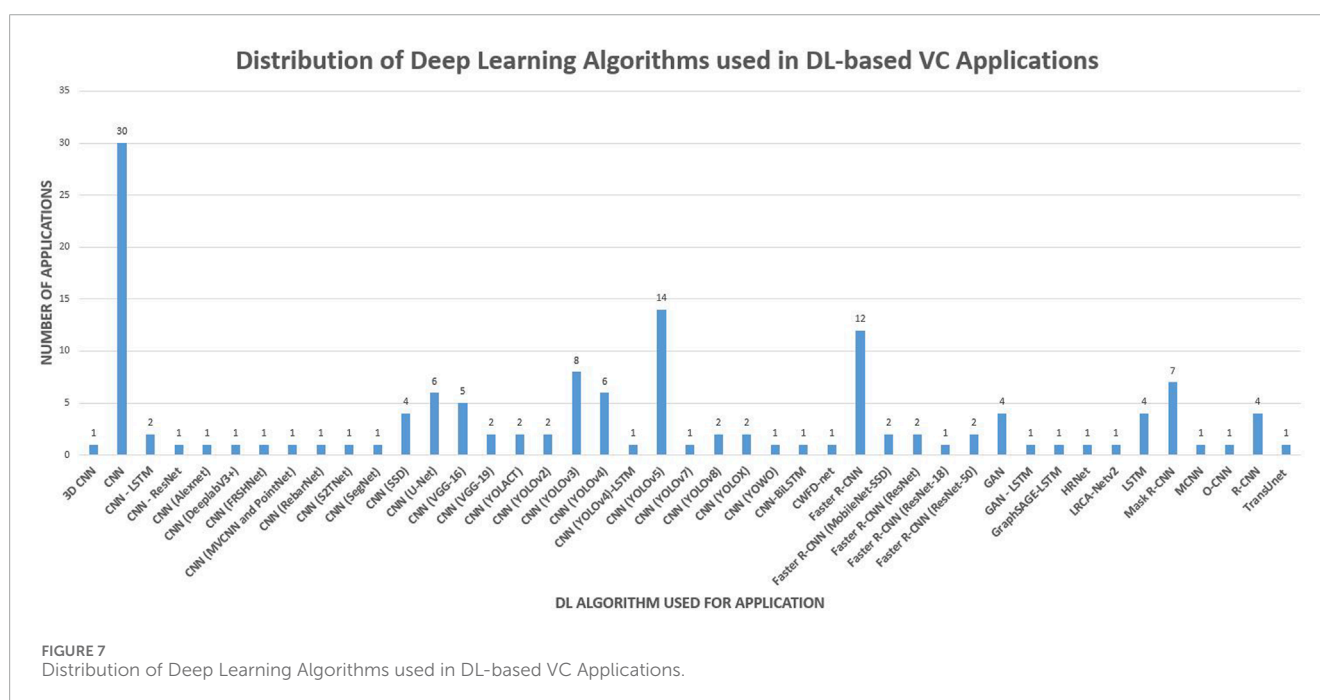 Distribution of Deep Learning Algorithms used in DL-based VC Applications
NUMBER OF APPLICATIONS
35
30
25
20
15
10
5
0
1
30
2
1
1
1
1
1
1
1
1
4
6
5
2
2
2
8
6
1
14
1
2
2
1
1
1
12
2
2
1
2
4
1
1
1
1
4
7
1
1
4
1
3D CNN
CNN
CNN - LSTM
CNN - ResNet
CNN (Alexnet)
CNN (DeeplabV3+)
CNN (FRSHNet)
CNN (MVCNN and PointNet)
CNN (RebarNet)
CNN (S2TNet)
CNN (SegNet)
CNN (SSD)
CNN (U-Net)
CNN (VGG-16)
CNN (VGG-19)
CNN (YOLACT)
CNN (YOLOv2)
CNN (YOLOv3)
CNN (YOLOv4)
CNN (YOLOv4)-LSTM
CNN (YOLOv5)
CNN (YOLOv7)
CNN (YOLOv8)
CNN (YOLOX)
CNN (YOWO)
CNN-BiLSTM
CWFD-net
Faster R-CNN
Faster R-CNN (MobileNet-SSD)
Faster R-CNN (ResNet)
Faster R-CNN (ResNet-18)
Faster R-CNN (ResNet-50)
GAN
GAN - LSTM
GraphSAGE-LSTM
HRNet
LRCA-Netv2
LSTM
Mask R-CNN
MCNN
O-CNN
R-CNN
TransUnet
DL ALGORITHM USED FOR APPLICATION
FIGURE 7
Distribution of Deep Learning Algorithms used in DL-based VC Applications.